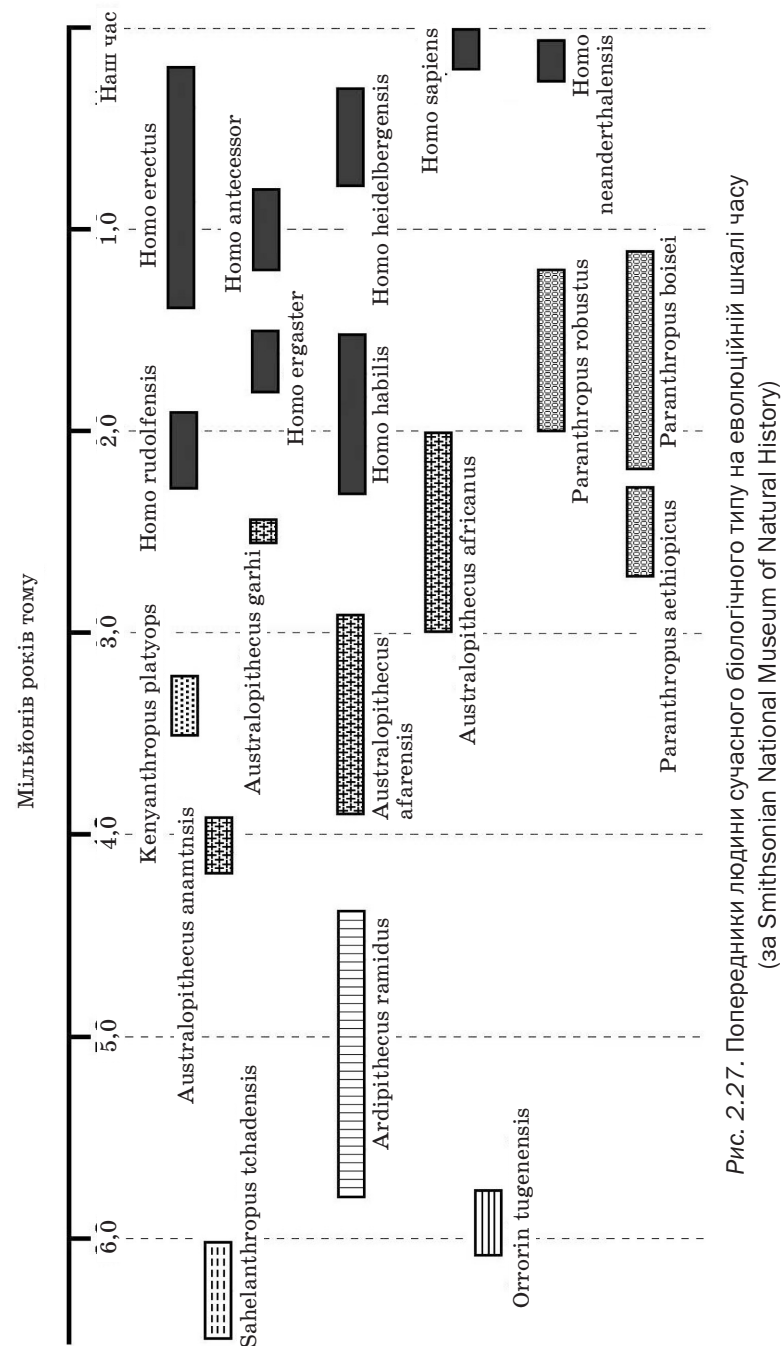 Мільйонів років тому
6,0
5,0
4,0
3,0
2,0
1,0
Наш час
Kenyanthropus platyops
Homo rudolfensis
Homo erectus
Australopithecus anamtnsis
Sahelanthropus tchadensis
Australopithecus garhi
Homo ergaster
Homo antecessor
Ardipithecus ramidus
Australopithecus
afarensis
Homo habilis
Homo heidelbergensis
Australopithecus africanus
Homo sapiens
Orrorin tugenensis
Paranthropus robustus
Homo
neanderthalensis
Paranthropus aethiopicus
Paranthropus boisei
Рис. 2.27. Попередники людини сучасного біологічного типу на еволюційній шкалі часу
(за Smithsonian National Museum of Natural History)